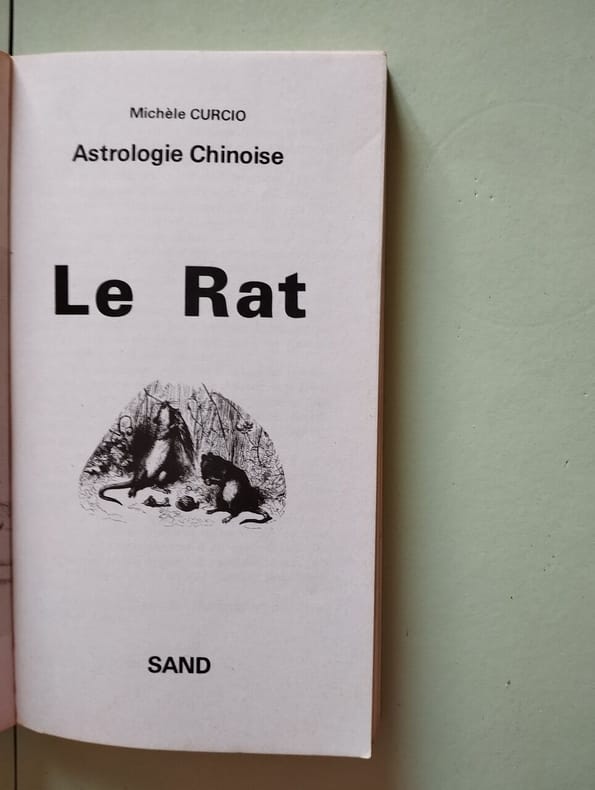 Michèle CURCIO
Astrologie Chinoise
Le Rat
SAND